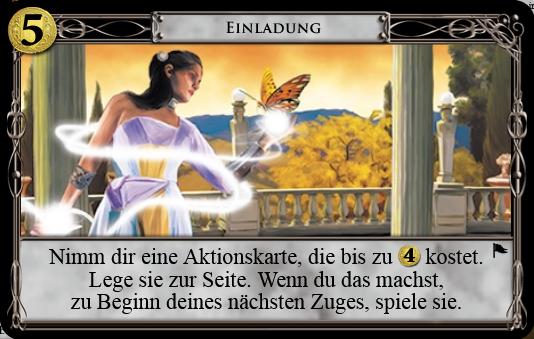 5
EINLADUNG
Nimm dir eine Aktionskarte, die bis zu 4 kostet.
Lege sie zur Seite. Wenn du das machst,
zu Beginn deines nächsten Zuges, spiele sie.